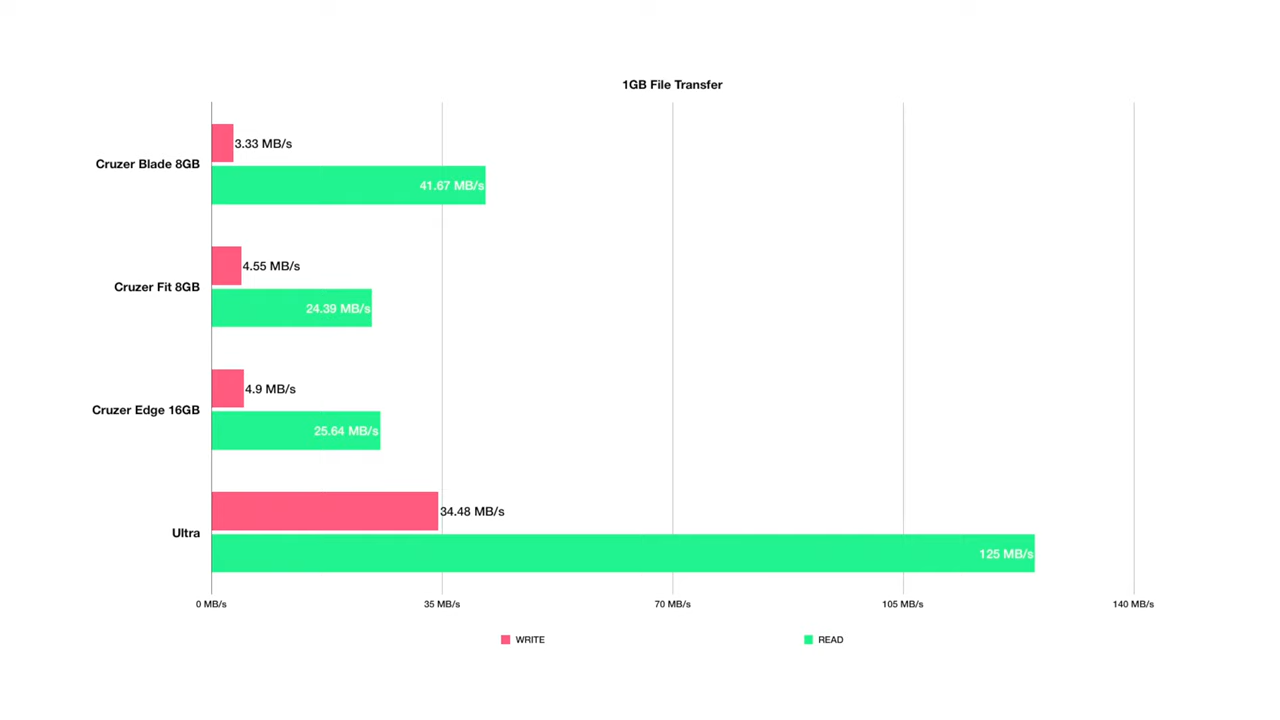 1GB File Transfer
Cruzer Blade 8GB
3.33 MB/s
41.67 MB/s
Cruzer Fit 8GB
4.55 MB/s
24.39 MB/s
Cruzer Edge 16GB
4.9 MB/s
25.64 MB/s
Ultra
34.48 MB/s
125 MB/s
0 MB/s 35 MB/s 70 MB/s 105 MB/s 140 MB/s
WRITE READ